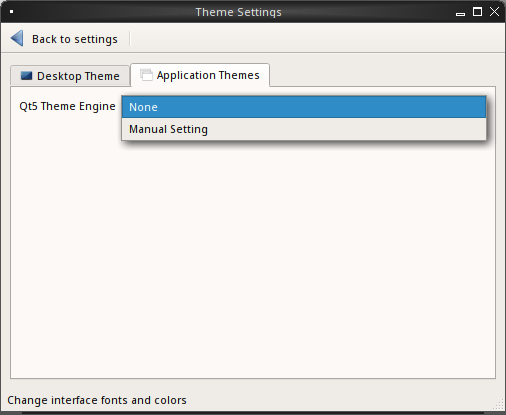 Theme Settings
Back to settings
Desktop Theme Application Themes
Qt5 Theme Engine None
Manual Setting
Change interface fonts and colors